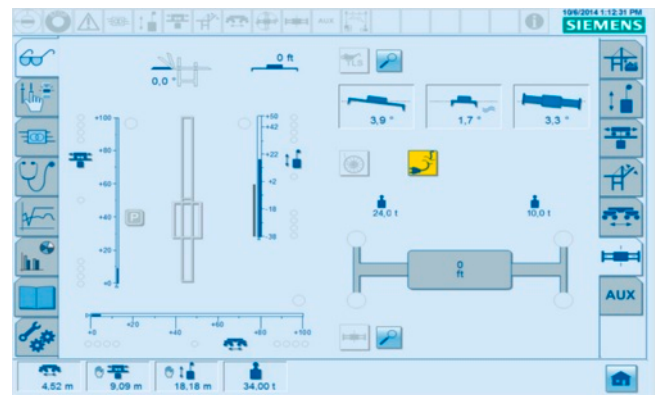 10/6/2014 1:12:31 PM
AUX
SIEMENS
0,0 °
0 ft
TLS
3,9 °
1,7 °
3,3 °
+100
+80
+60
+40
+20
+0
+50
+42
+22
+2
-18
-38
P
24,0 t
10,0 t
0
ft
AUX
+0
+20
+40
+60
+80
+100
4,52 m
9,09 m
18,18 m
34,00 t